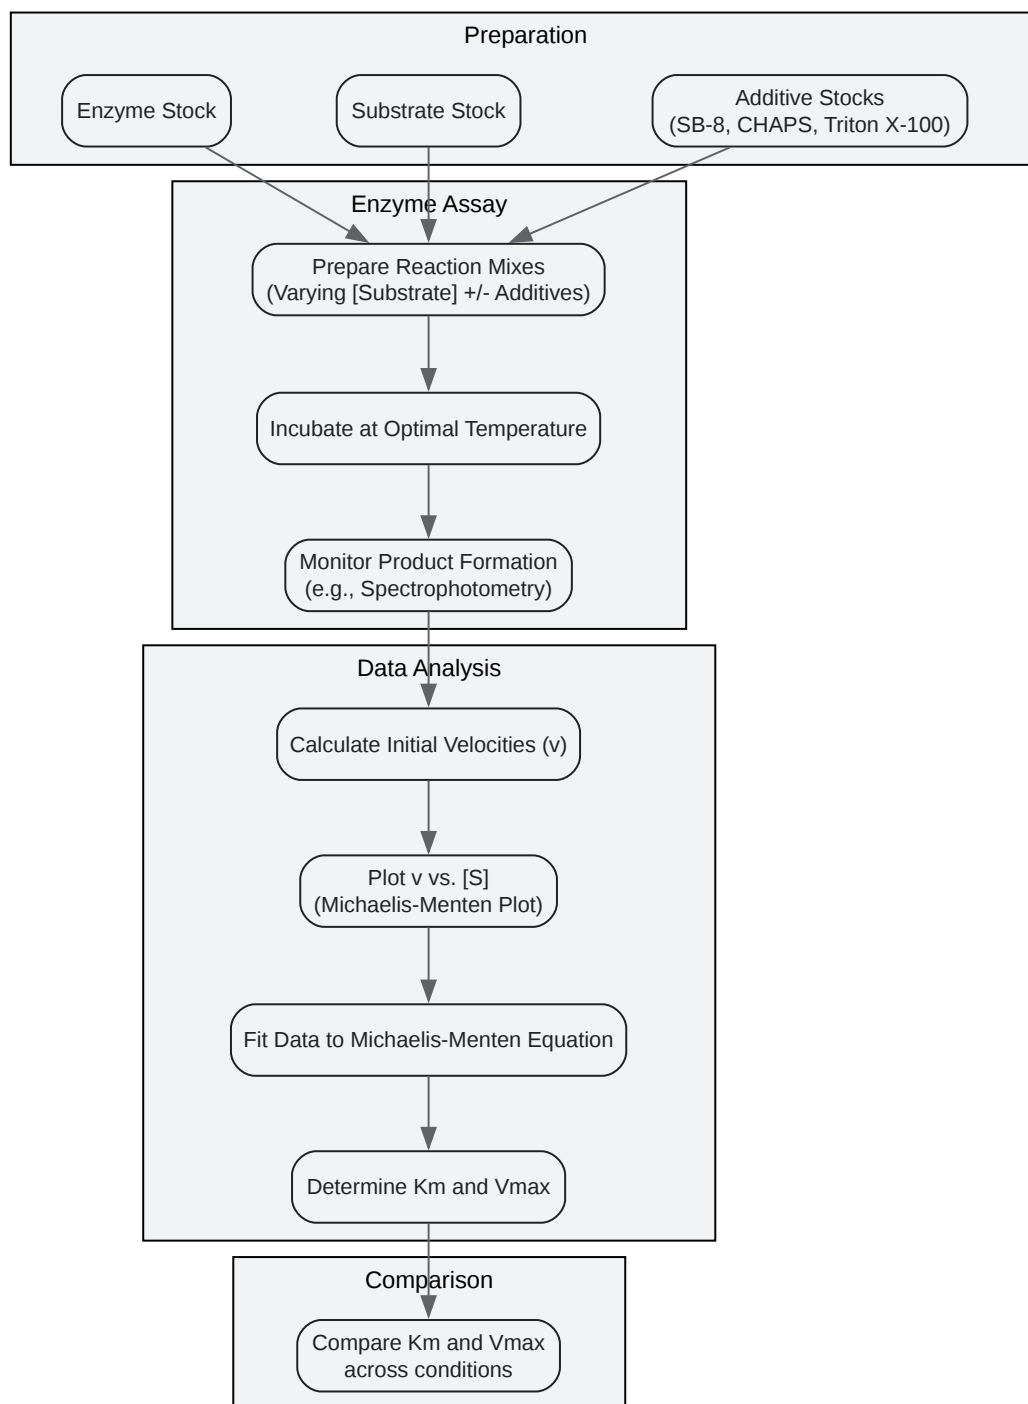 Preparation
Enzyme Stock
Substrate Stock
Additive Stocks
(SB-8, CHAPS, Triton X-100)
Enzyme Assay
Prepare Reaction Mixes
(Varying [Substrate] +/- Additives)
Incubate at Optimal Temperature
Monitor Product Formation
(e.g., Spectrophotometry)
Data Analysis
Calculate Initial Velocities (v)
Plot v vs. [S]
(Michaelis-Menten Plot)
Fit Data to Michaelis-Menten Equation
Determine Km and Vmax
Comparison
Compare Km and Vmax
across conditions